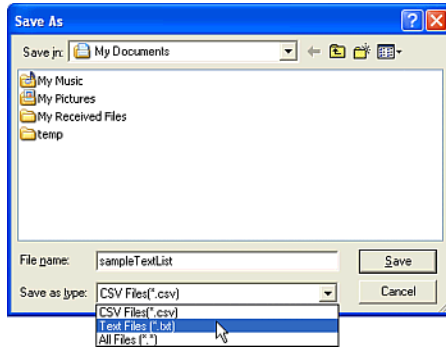 Save As
Save in: My Documents
My Music
My Pictures
My Received Files
temp
File name: sampleTextList Save
Save as type: CSV Files(*.csv) Cancel
CSV Files(*.csv)
Text Files (*.txt)
All Files (*.*)